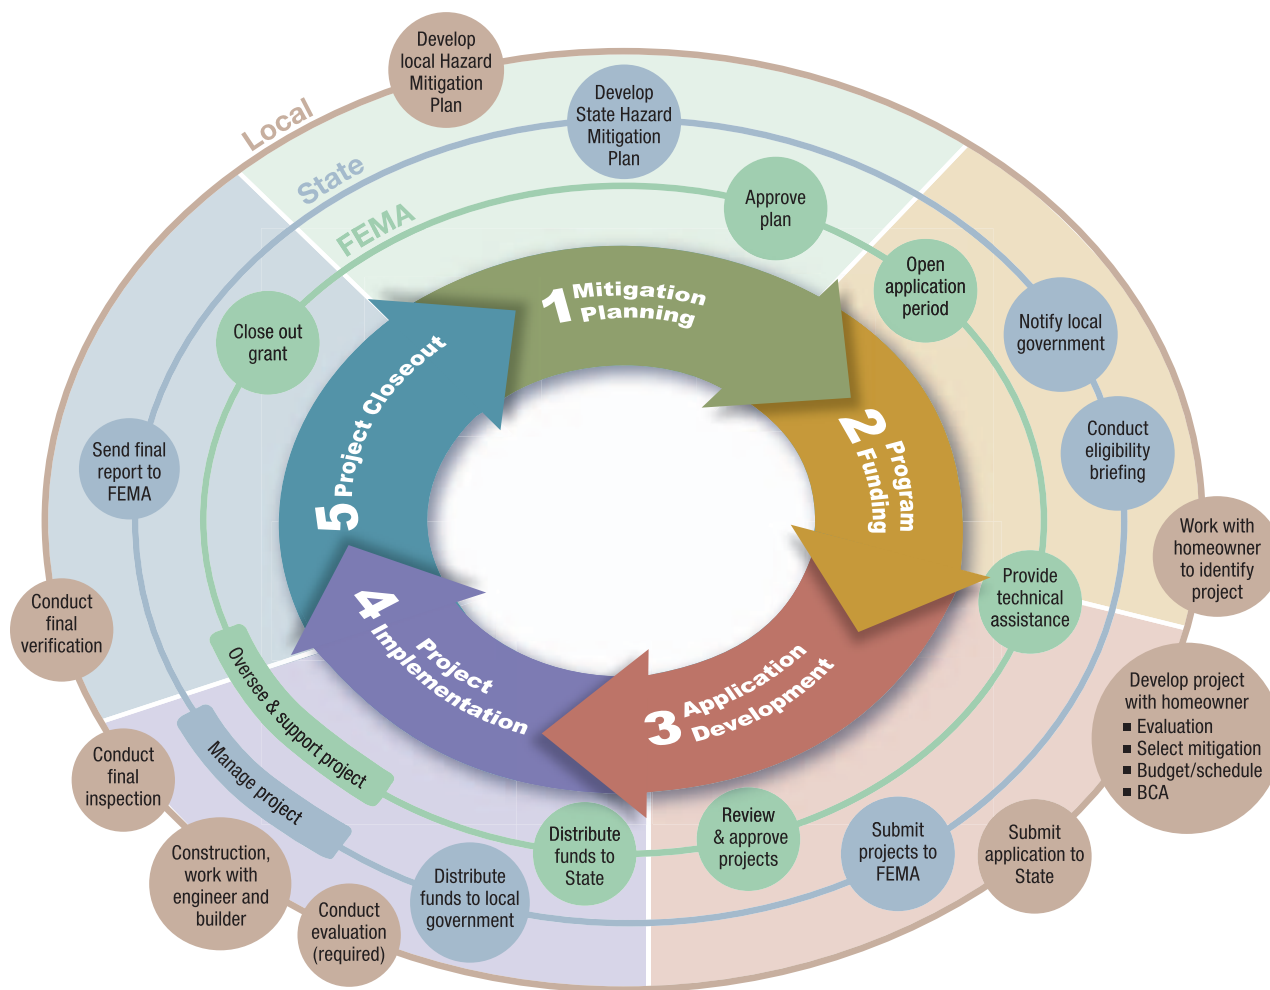 Local
State
FEMA
Develop
local Hazard
Mitigation
Plan
Develop
State Hazard
Mitigation
Plan
Approve
plan
1 Mitigation
Planning
Open
application
period
Notify local
government
Conduct
eligibility
briefing
Work with
homeowner
to identify
project
Provide
technical
assistance
2 Program
Funding
Develop project
with homeowner
■ Evaluation
■ Select mitigation
■ Budget/schedule
■ BCA
Submit
application to
State
Submit
projects to
FEMA
Review
& approve
projects
3 Application
Development
Distribute
funds to
State
Distribute
funds to local
government
Conduct
evaluation
(required)
Construction,
work with
engineer and
builder
Manage project
Oversee & support project
4 Project
Implementation
Conduct
final
inspection
Conduct
final
verification
Send final
report to
FEMA
Close out
grant
5 Project Closeout